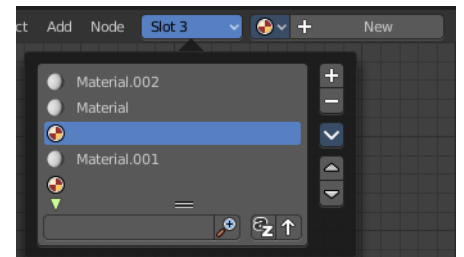 ct Add Node Slot 3 New
Material.002
Material
Material.001